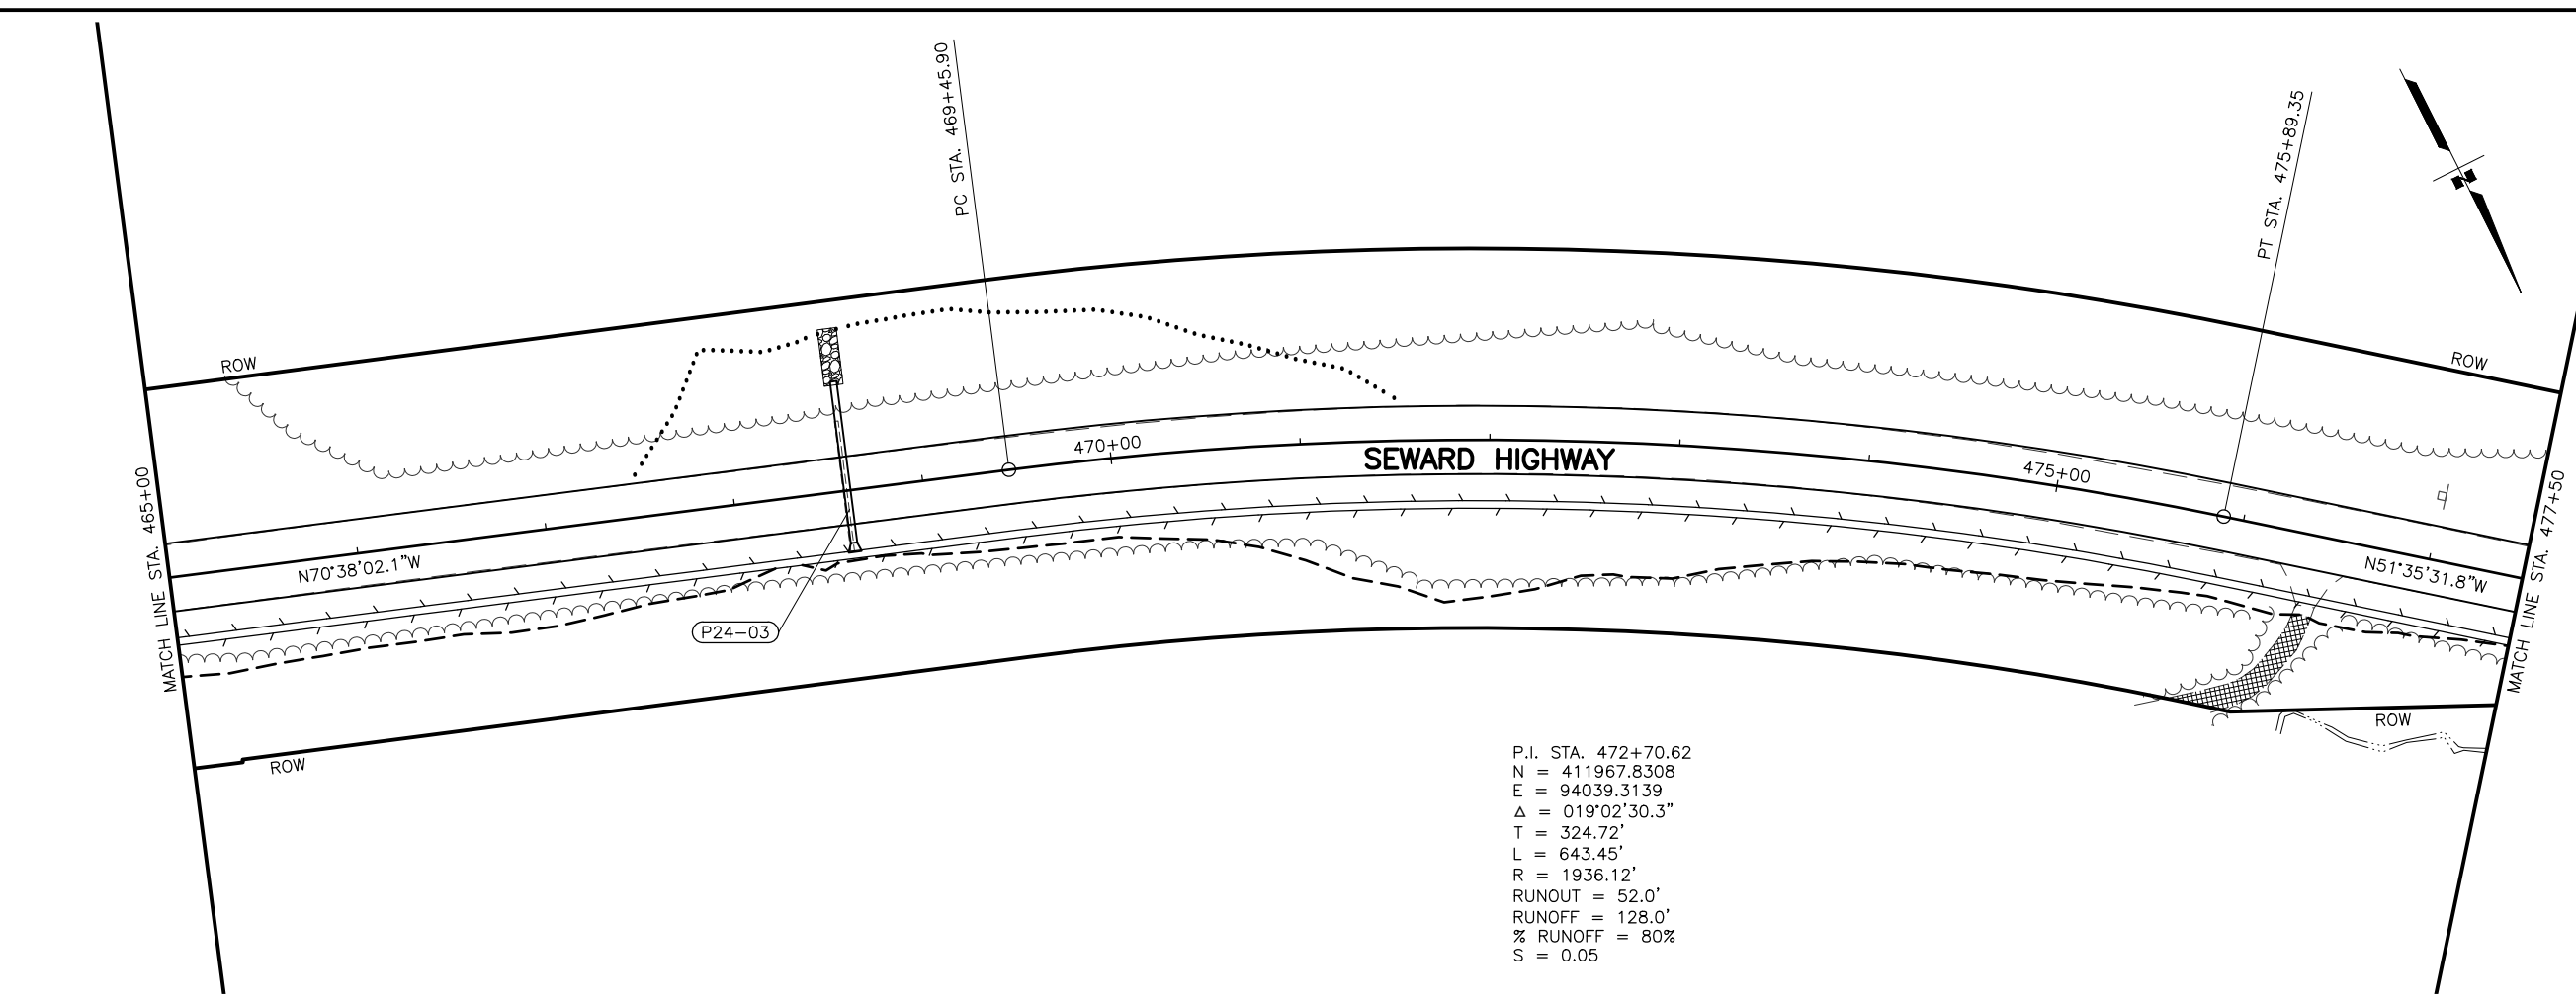 PC STA. 469+45.90
PT STA. 475+89.35
ROW
ROW
470+00
SEWARD HIGHWAY
475+00
MATCH LINE STA. 465+00
N70°38'02.1"W
N51°35'31.8"W
MATCH LINE STA. 477+50
P24-03
ROW
ROW
P.I. STA. 472+70.62
N = 411967.8308
E = 94039.3139
Δ = 019°02'30.3"
T = 324.72'
L = 643.45'
R = 1936.12'
RUNOUT = 52.0'
RUNOFF = 128.0'
% RUNOFF = 80%
S = 0.05